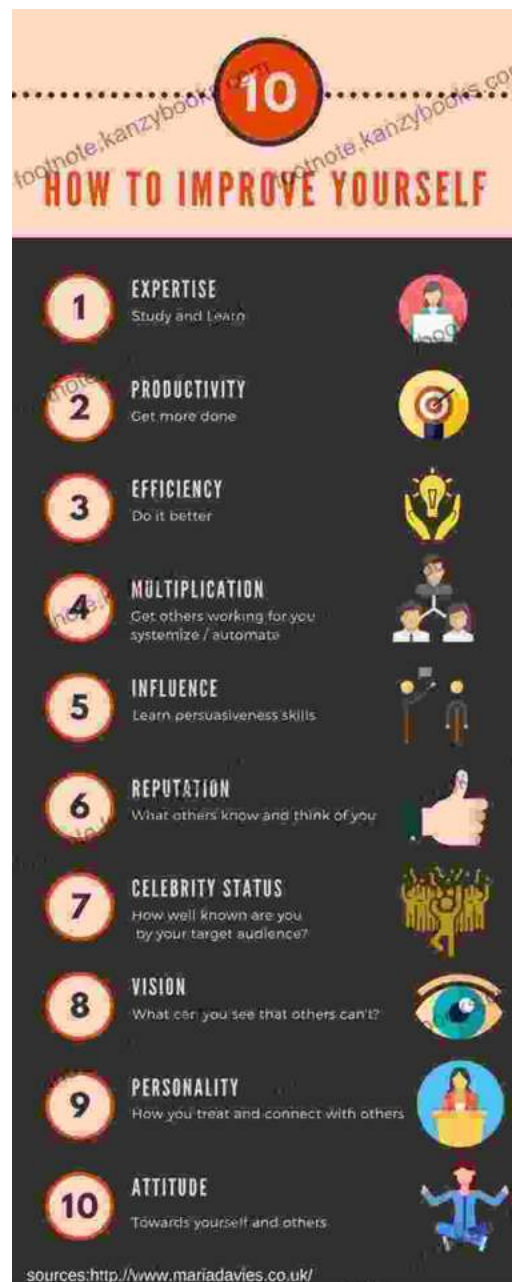 footnote.kanzybooks.com
footnote.kanzybooks.com
10
HOW TO IMPROVE YOURSELF
1
EXPERTISE
Study and Learn
2
PRODUCTIVITY
Get more done
3
EFFICIENCY
Do it better
4
MULTIPLICATION
Get others working for you
systemize / automate
5
INFLUENCE
Learn persuasiveness skills
6
REPUTATION
What others know and think of you
7
CELEBRITY STATUS
How well known are you
by your target audience?
8
VISION
What can you see that others can't?
9
PERSONALITY
How you treat and connect with others
10
ATTITUDE
Towards yourself and others
sources:http://www.mariadavies.co.uk/